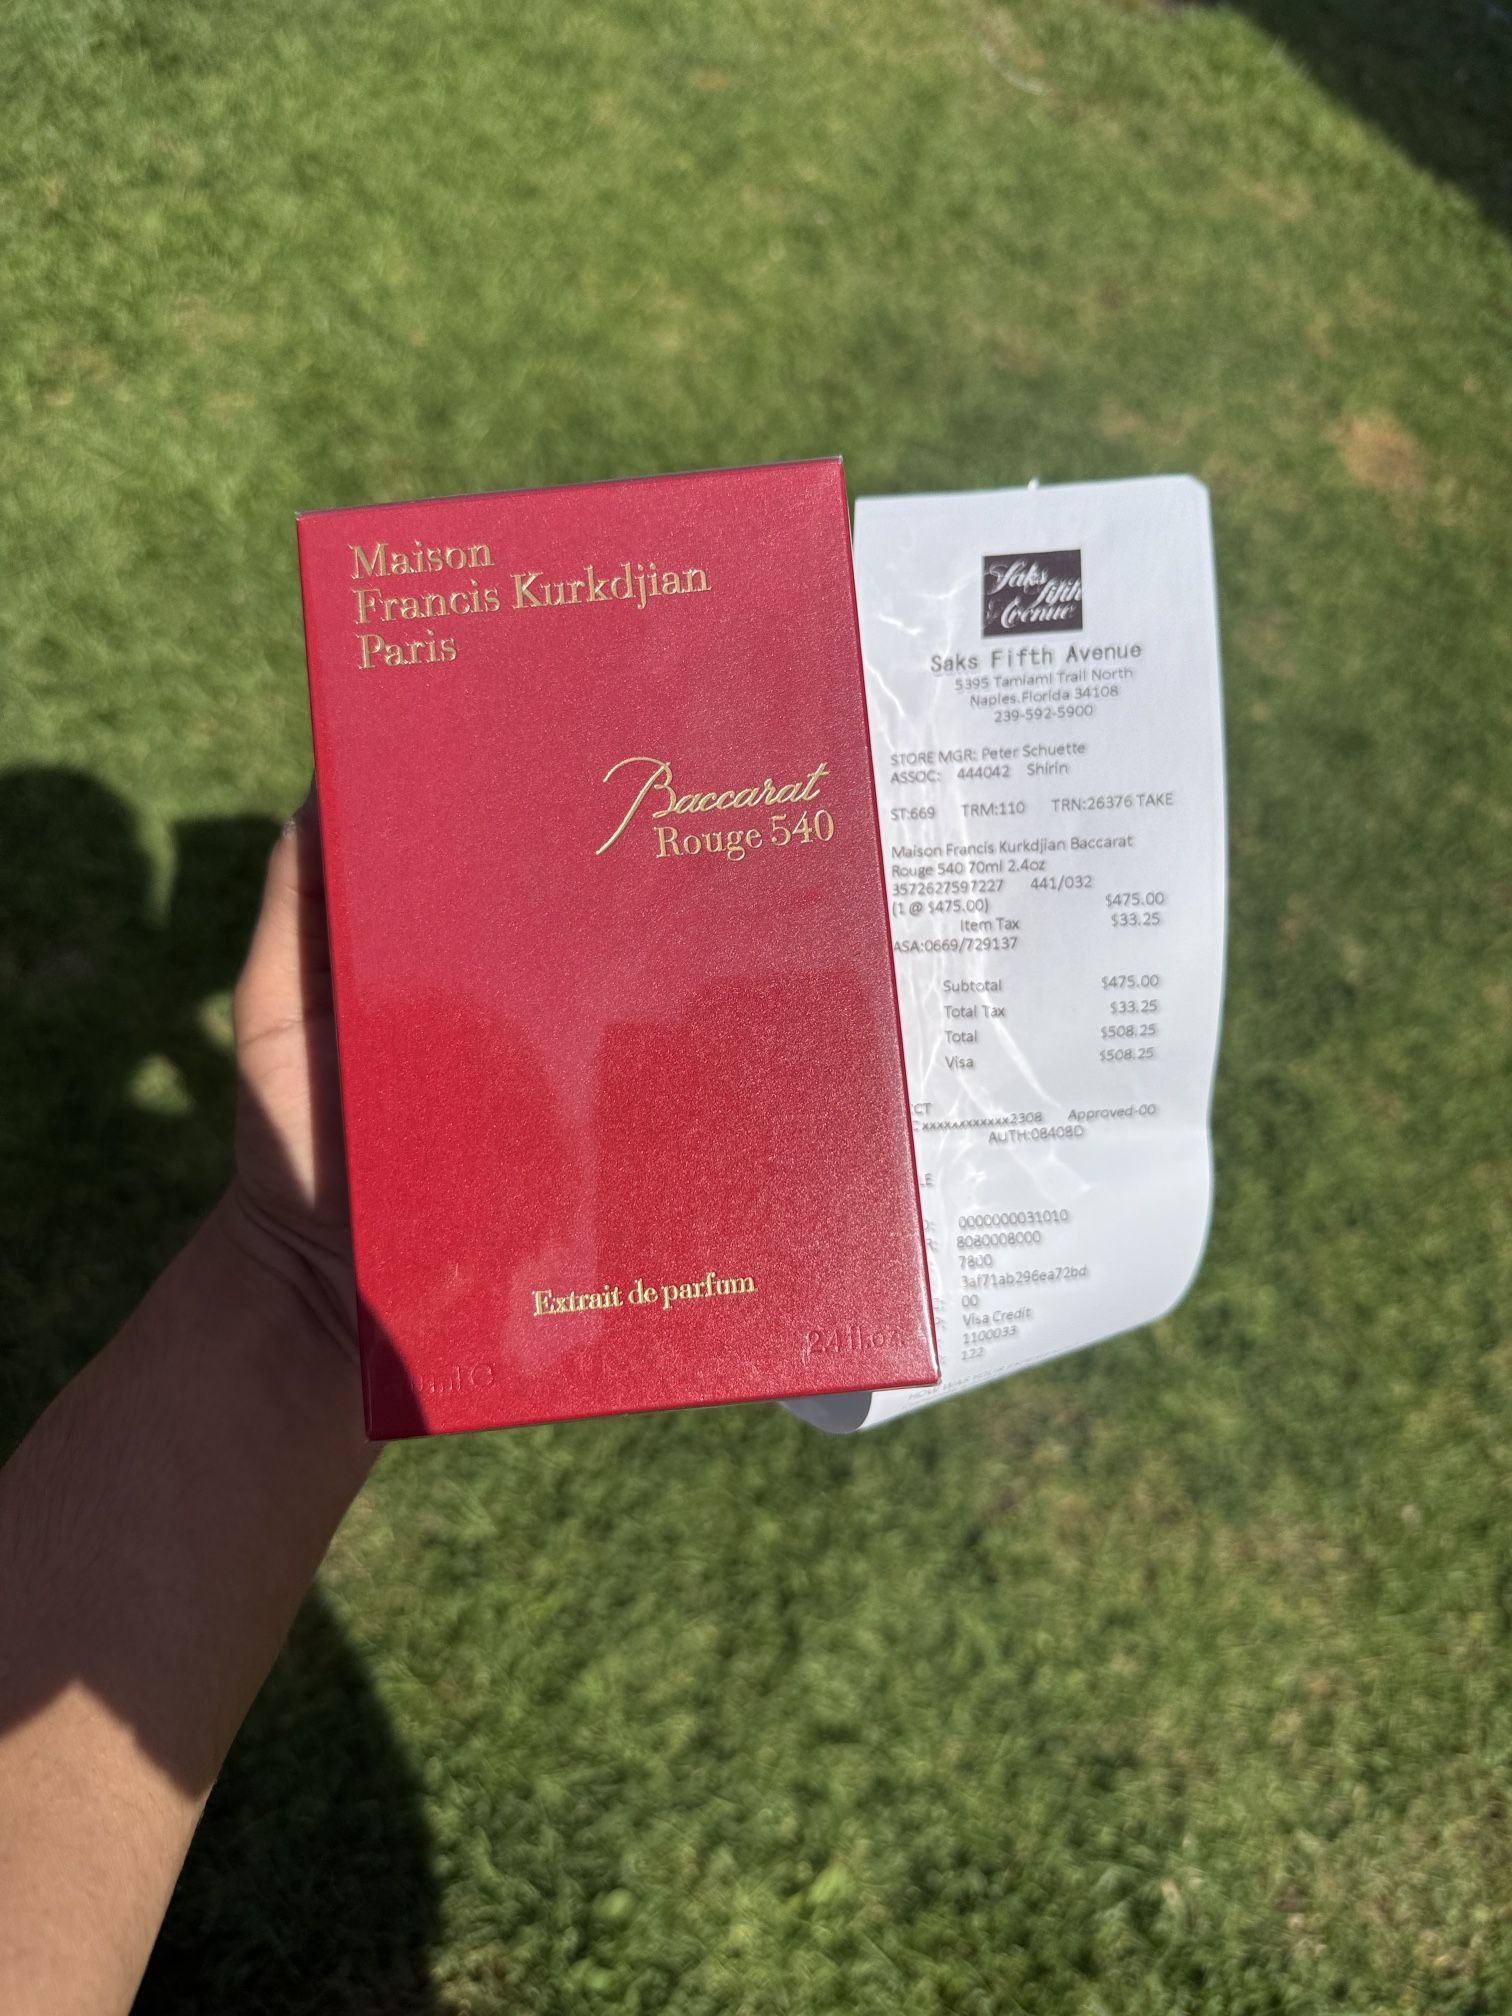 Maison
Francis Kurkdjian
Paris
Baccarat
Rouge 540
Extrait de parfum
2.4 fl.oz.
Saks
Fifth
Avenue
Saks Fifth Avenue
5395 Tamiami Trail North
Naples.Florida 34108
239-592-5900
STORE MGR: Peter Schuette
ASSOC: 444042 Shirin
ST:669 TRM:110 TRN:26376 TAKE
Maison Francis Kurkdjian Baccarat
Rouge 540 70ml 2.4oz
3572627597227 441/032
(1 @ $475.00) $475.00
Item Tax $33.25
ASA:0669/729137
Subtotal $475.00
Total Tax $33.25
Total $508.25
Visa $508.25
CT
xxxxxxxxxxxx2308 Approved-00
AUTH:08408D
LE
0000000031010
8080008000
7800
3af71ab296ea72bd
00
Visa Credit
1100033
122